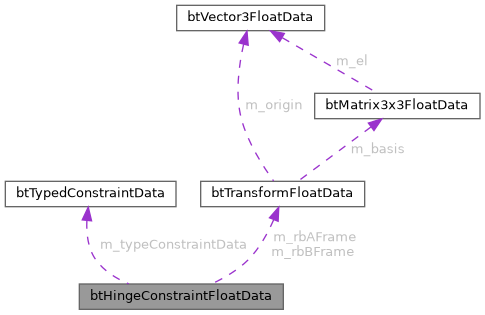 btVector3FloatData
m_el
m_origin
btMatrix3x3FloatData
m_basis
btTypedConstraintData
btTransformFloatData
m_typeConstraintData
m_rbAFrame
m_rbBFrame
btHingeConstraintFloatData